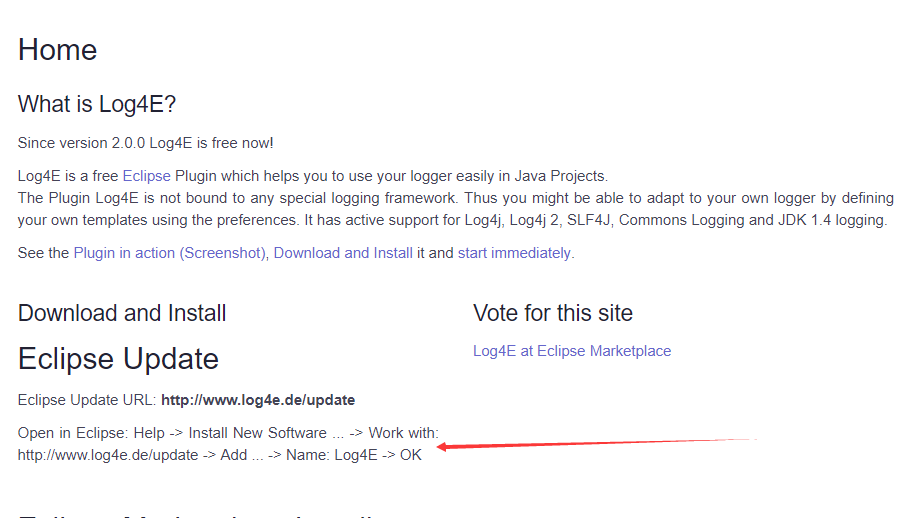 Home
What is Log4E?
Since version 2.0.0 Log4E is free now!
Log4E is a free Eclipse Plugin which helps you to use your logger easily in Java Projects.
The Plugin Log4E is not bound to any special logging framework. Thus you might be able to adapt to your own logger by defining
your own templates using the preferences. It has active support for Log4j, Log4j 2, SLF4J, Commons Logging and JDK 1.4 logging.
See the Plugin in action (Screenshot), Download and Install it and start immediately.
Download and Install
Eclipse Update
Eclipse Update URL: http://www.log4e.de/update
Open in Eclipse: Help -> Install New Software ... -> Work with:
http://www.log4e.de/update -> Add ... -> Name: Log4E -> OK
Vote for this site
Log4E at Eclipse Marketplace